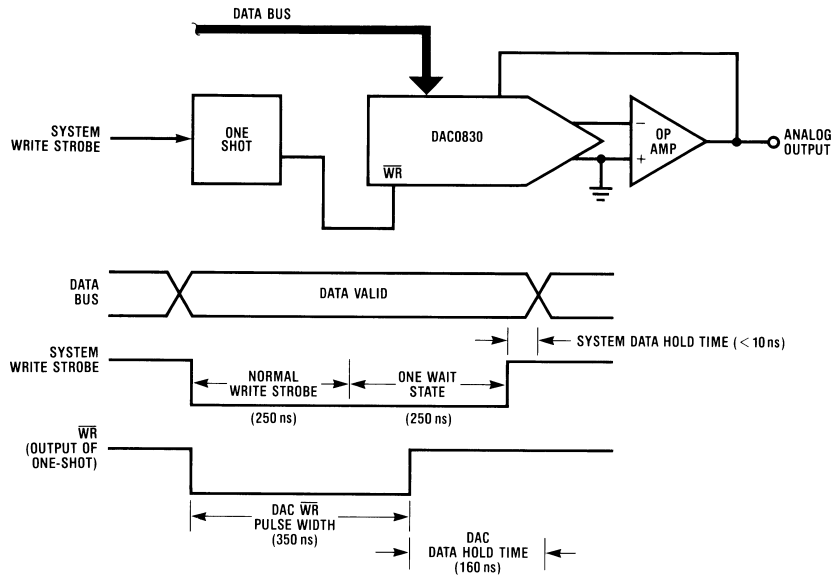 DATA BUS
SYSTEM
WRITE STROBE
ONE
SHOT
DAC0830
WR
−
+
OP
AMP
ANALOG
OUTPUT
DATA
BUS
DATA VALID
SYSTEM DATA HOLD TIME (<10 ns)
SYSTEM
WRITE STROBE
NORMAL
WRITE STROBE
(250 ns)
ONE WAIT
STATE
(250 ns)
WR
(OUTPUT OF
ONE-SHOT)
DAC WR
PULSE WIDTH
(350 ns)
DAC
DATA HOLD TIME
(160 ns)